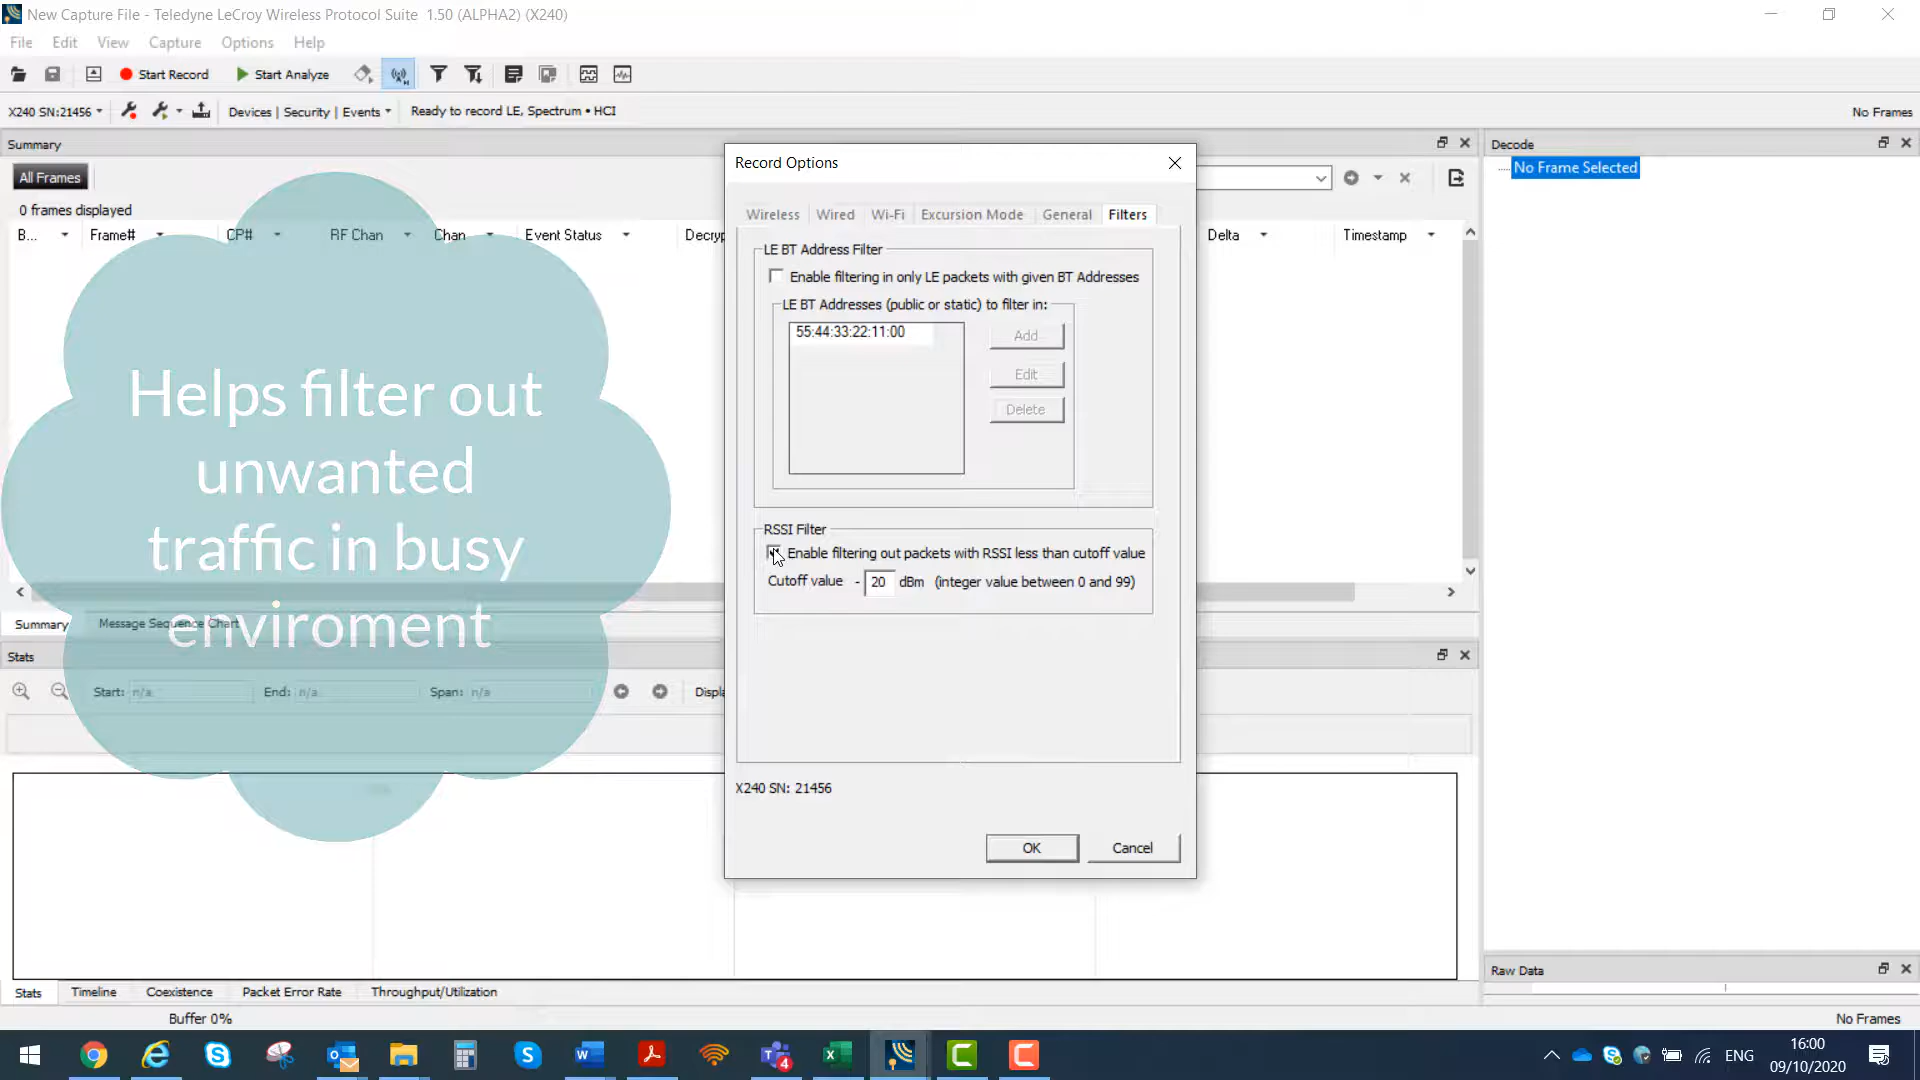 New Capture File - Teledyne LeCroy Wireless Protocol Suite 1.50 (ALPHA2) (X240)
File Edit View Capture Options Help
Start Record Start Analyze
X240 SN:21456 Devices | Security | Events Ready to record LE, Spectrum • HCI No Frames
Summary
Decode
All Frames
No Frame Selected
0 frames displayed
B... Frame# CP# RF Chan Chan Event Status Decryp Delta Timestamp
Record Options
Wireless Wired Wi-Fi Excursion Mode General Filters
LE BT Address Filter
Enable filtering in only LE packets with given BT Addresses
LE BT Addresses (public or static) to filter in:
55:44:33:22:11:00
Add
Edit
Delete
RSSI Filter
Enable filtering out packets with RSSI less than cutoff value
Cutoff value - 20 dBm (integer value between 0 and 99)
X240 SN: 21456
OK Cancel
Helps filter out
unwanted
traffic in busy
enviroment
Summary Message Sequence Chart
Stats
Start: n/a End: n/a Span: n/a Displa
Raw Data
Stats Timeline Coexistence Packet Error Rate Throughput/Utilization
Buffer 0% No Frames
4
ENG
16:00
09/10/2020